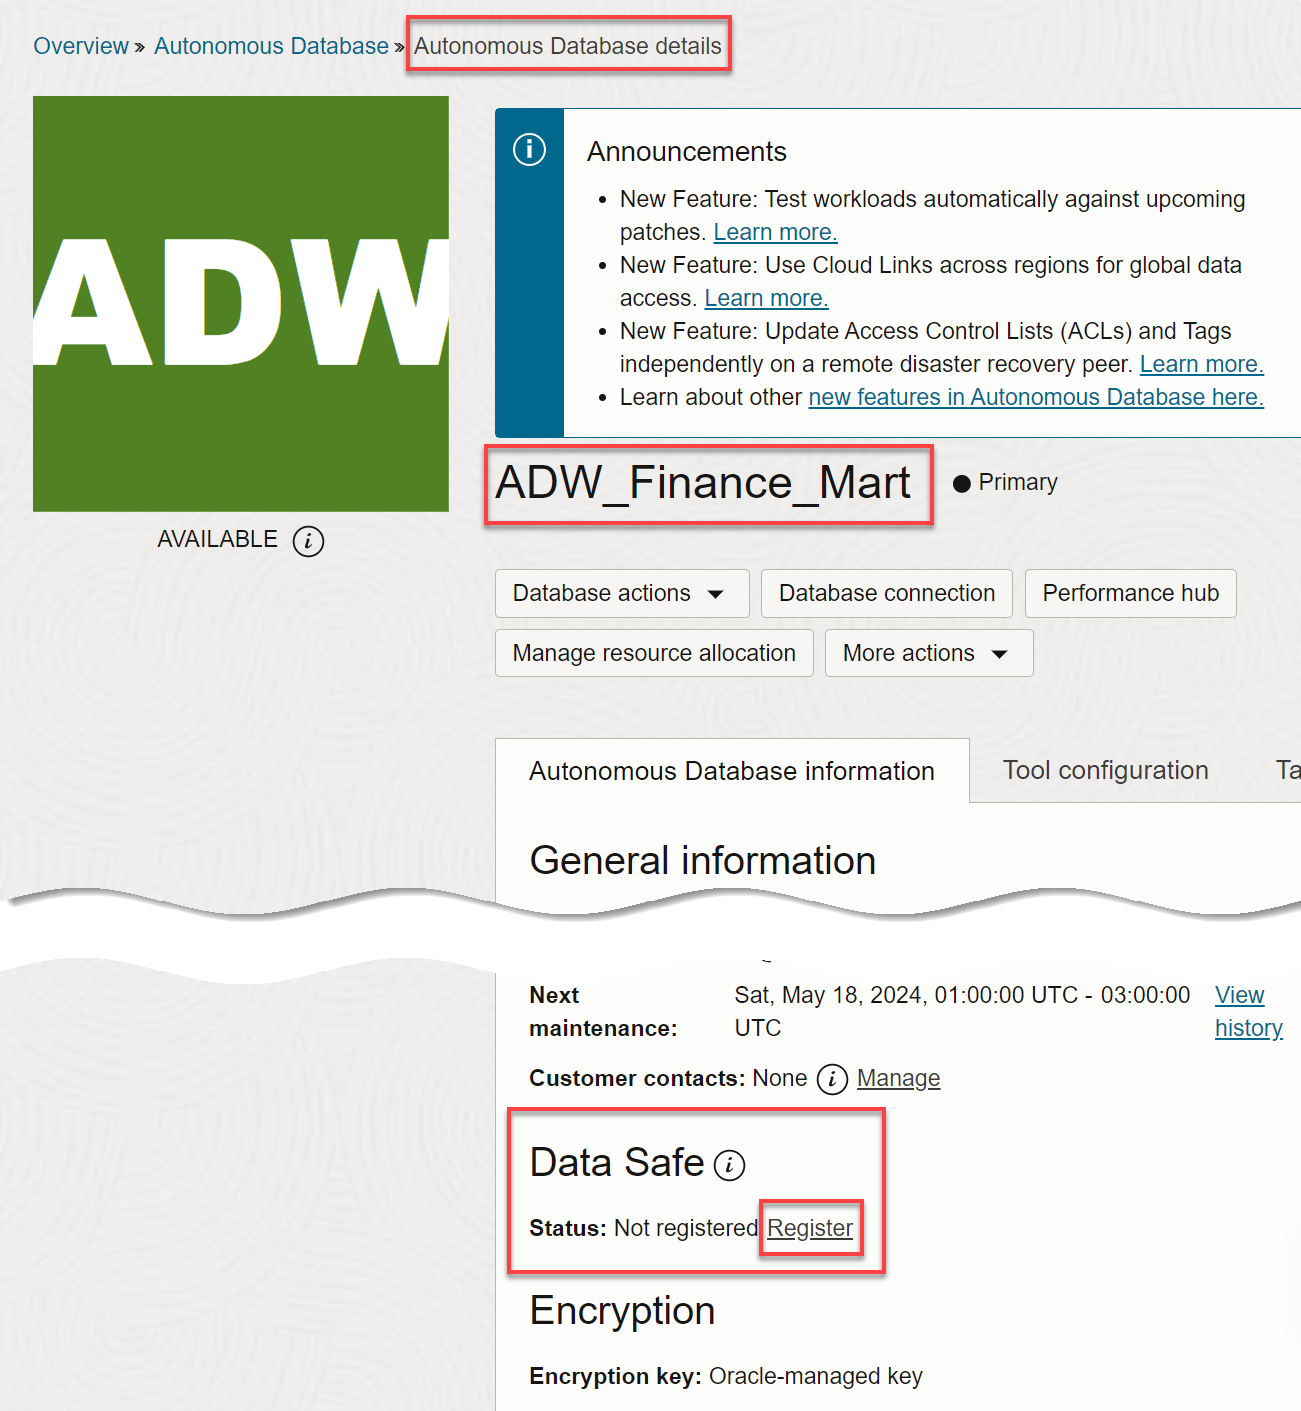 Overview » Autonomous Database » Autonomous Database details
ADW
AVAILABLE
Announcements
• New Feature: Test workloads automatically against upcoming
patches. Learn more.
• New Feature: Use Cloud Links across regions for global data
access. Learn more.
• New Feature: Update Access Control Lists (ACLs) and Tags
independently on a remote disaster recovery peer. Learn more.
• Learn about other new features in Autonomous Database here.
ADW_Finance_Mart
Primary
Database actions
Database connection
Performance hub
Manage resource allocation
More actions
Autonomous Database information
Tool configuration
Ta
General information
Next maintenance:
Sat, May 18, 2024, 01:00:00 UTC - 03:00:00
UTC
View
history
Customer contacts: None Manage
Data Safe
Status: Not registered Register
Encryption
Encryption key: Oracle-managed key